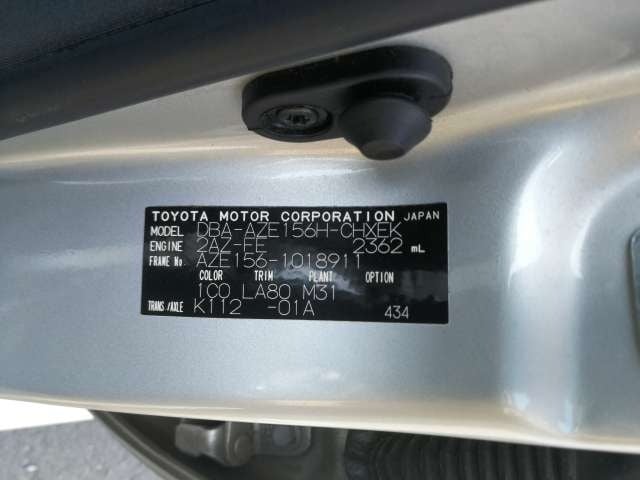 TOYOTA MOTOR CORPORATION JAPAN
MODEL DBA-AZE156H-CHXEK
ENGINE 2AZ-FE 2362 mL
FRAME No. AZE156-1018911
COLOR TRIM PLANT OPTION
1C0 LA80 M31
TRANS/AXLE K112 -01A 434